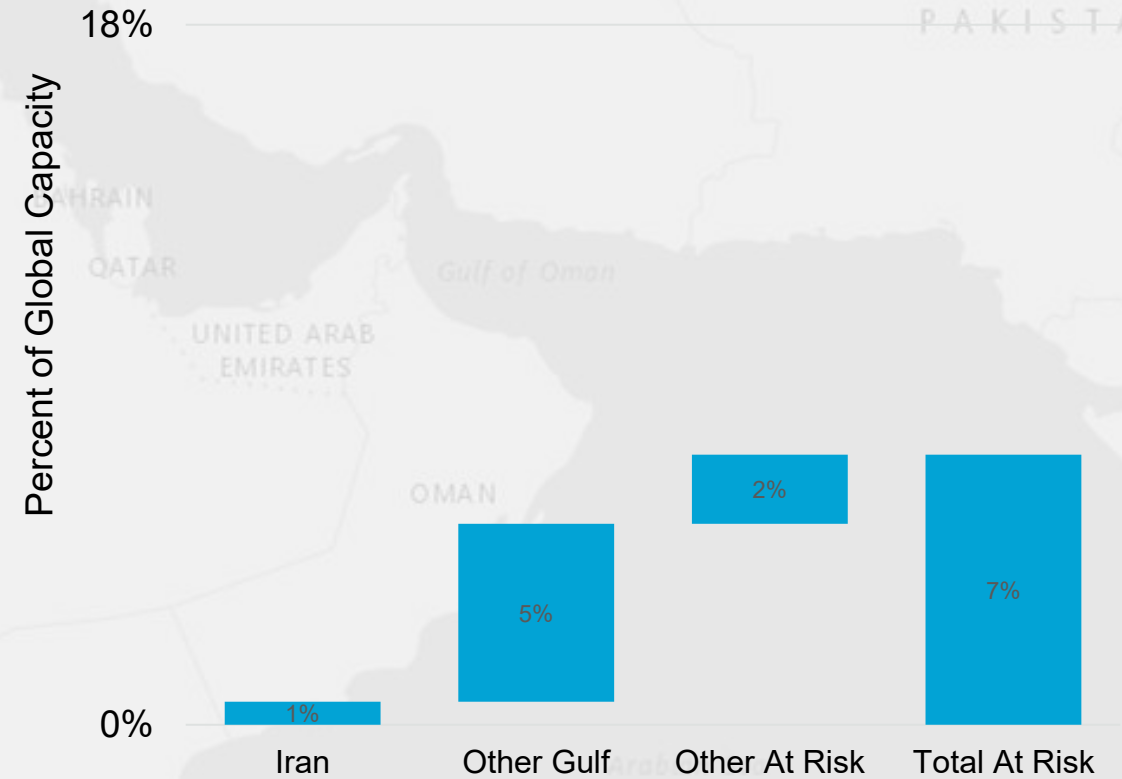 18%
PAKISTA
Percent of Global Capacity
BAHRAIN
QATAR
Gulf of Oman
UNITED ARAB
EMIRATES
OMAN
2%
7%
5%
1%
0%
Iran
Other Gulf
Other At Risk
Total At Risk